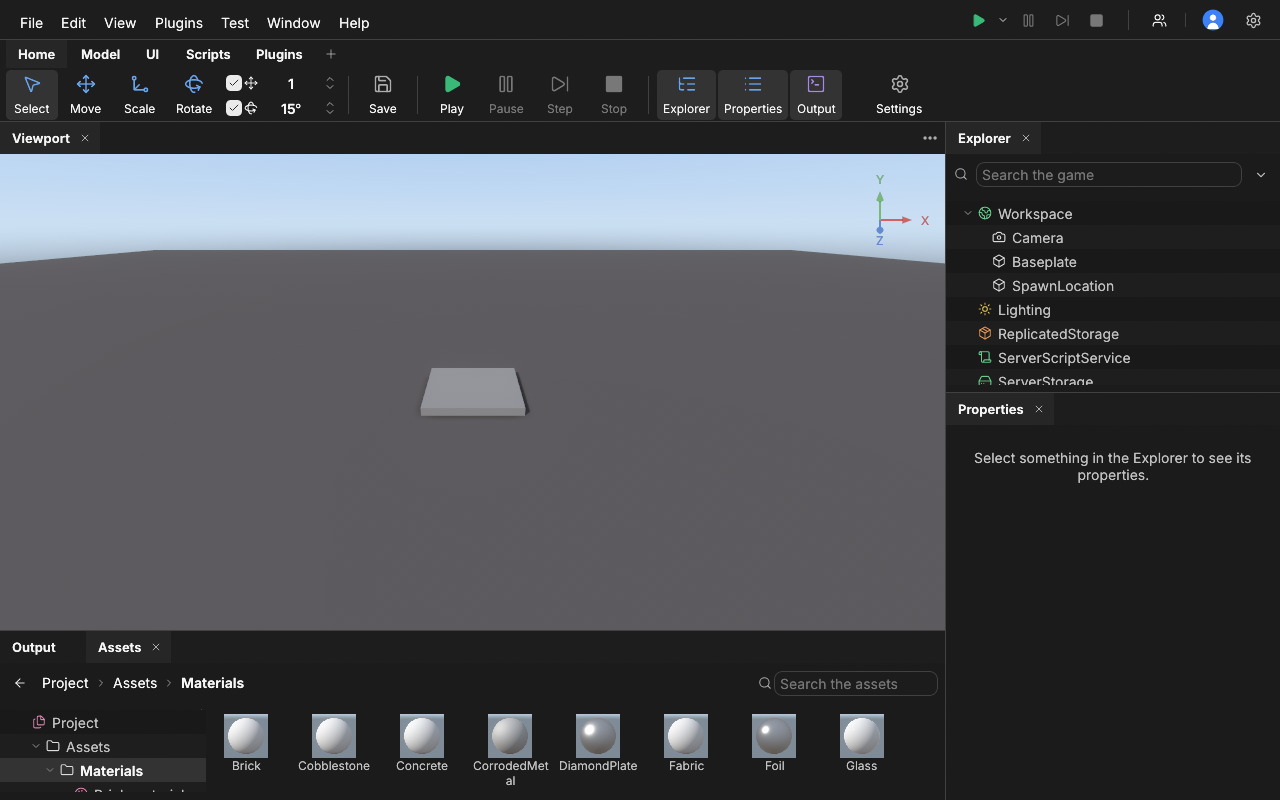 File Edit View Plugins Test Window Help
Home Model UI Scripts Plugins
1
Select Move Scale Rotate 15° Save Play Pause Step Stop Explorer Properties Output Settings
Viewport
Y
X
Z
Explorer
Search the game
Workspace
Camera
Baseplate
SpawnLocation
Lighting
ReplicatedStorage
ServerScriptService
ServerStorage
Properties
Select something in the Explorer to see its
properties.
Output Assets
Project Assets Materials
Search the assets
Project
Assets
Materials
Brick Cobblestone Concrete CorrodedMet
al DiamondPlate Fabric Foil Glass